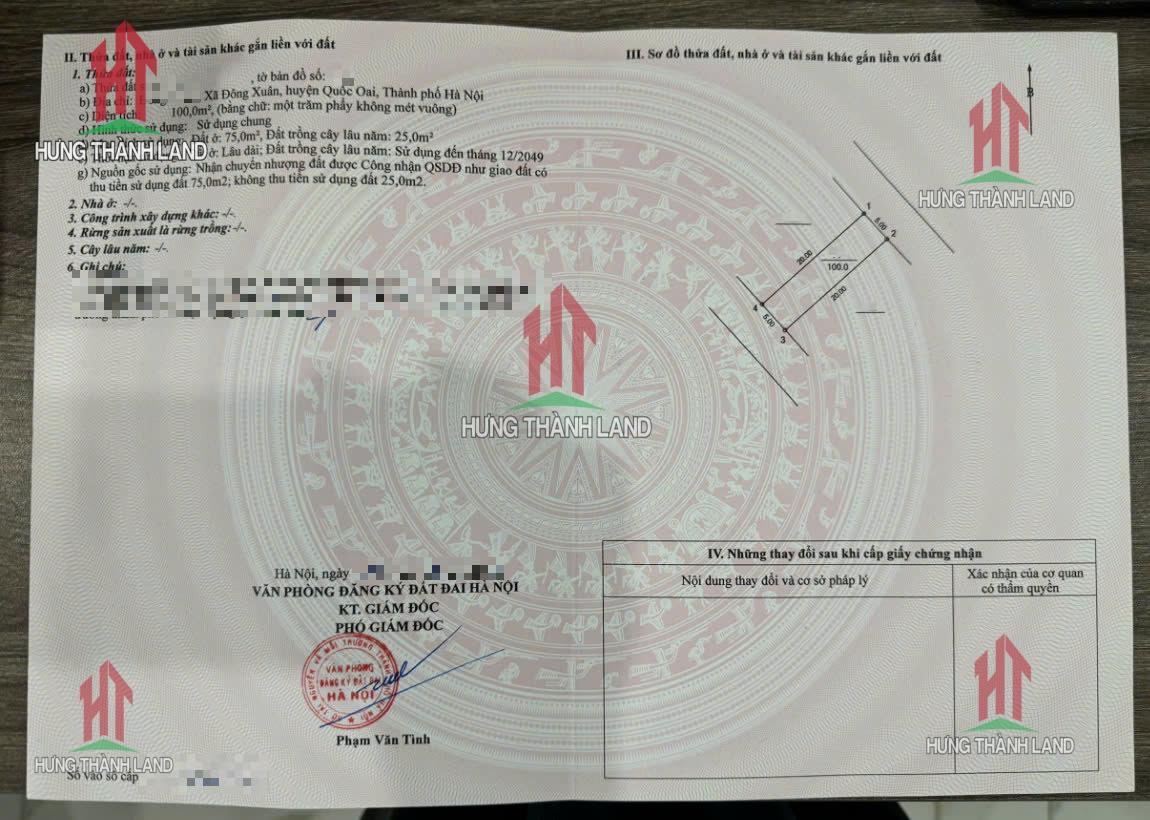 II. Thửa đất, nhà ở và tài sản khác gắn liền với đất
1. Thửa đất:
a) Thửa đất s , tờ bản đồ số:
b) Địa chỉ: Xã Đông Xuân, huyện Quốc Oai, Thành phố Hà Nội
c) Diện tích: 100,0m², (bằng chữ: một trăm phẩy không mét vuông)
d) Hình thức sử dụng: Sử dụng chung
Đất ở: 75,0m², Đất trồng cây lâu năm: 25,0m²
ở: Lâu dài; Đất trồng cây lâu năm: Sử dụng đến tháng 12/2049
g) Nguồn gốc sử dụng: Nhận chuyển nhượng đất được Công nhận QSDĐ như giao đất có
thu tiền sử dụng đất 75,0m2; không thu tiền sử dụng đất 25,0m2.
2. Nhà ở: -/-.
3. Công trình xây dựng khác: -/-.
4. Rừng sản xuất là rừng trồng: -/-.
5. Cây lâu năm: -/-.
6. Ghi chú:
Hà Nội, ngày
VĂN PHÒNG ĐĂNG KÝ ĐẤT ĐAI HÀ NỘI
KT. GIÁM ĐỐC
PHÓ GIÁM ĐỐC
VĂN PHÒNG
ĐĂNG KÝ ĐẤT ĐAI
HÀ NỘI
Phạm Văn Tình
Số vào sổ cấp
III. Sơ đồ thửa đất, nhà ở và tài sản khác gắn liền với đất
B
1
5.00
2
20.00
100.0
20.00
4
5.00
3
IV. Những thay đổi sau khi cấp giấy chứng nhận
Nội dung thay đổi và cơ sở pháp lý
Xác nhận của cơ quan
có thẩm quyền
HƯNG THÀNH LAND
HƯNG THÀNH LAND
HƯNG THÀNH LAND
HƯNG THÀNH LAND
HƯNG THÀNH LAND